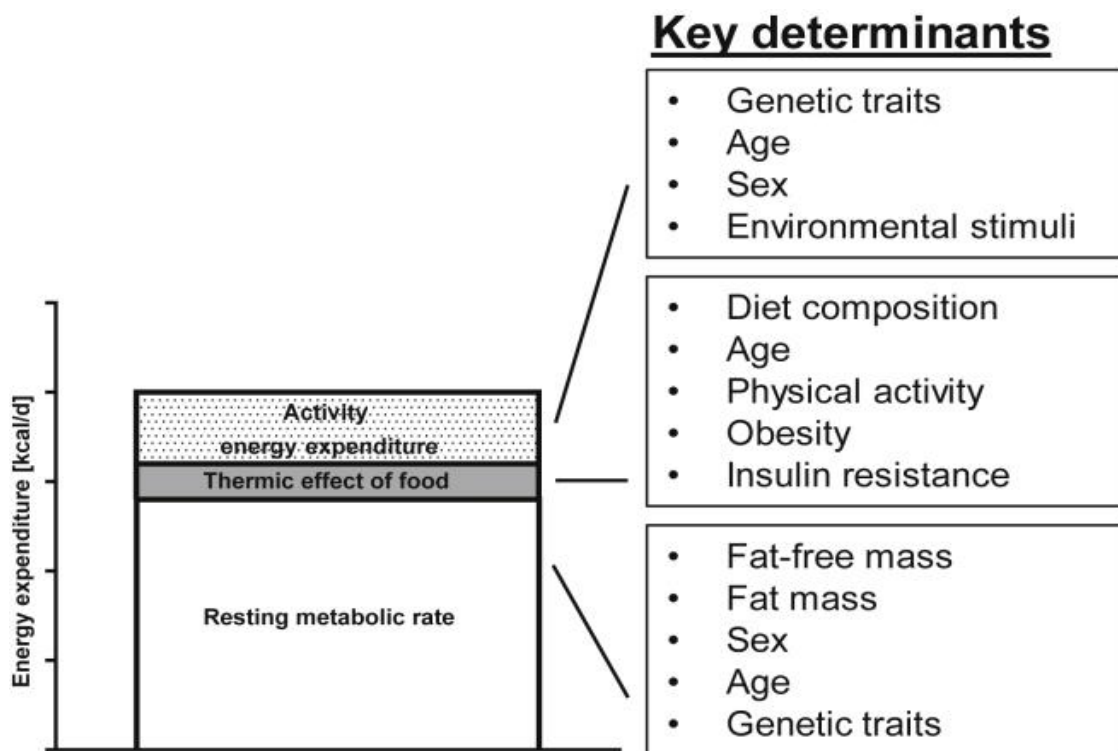 Key determinants
• Genetic traits
• Age
• Sex
• Environmental stimuli
• Diet composition
• Age
• Physical activity
• Obesity
• Insulin resistance
• Fat-free mass
• Fat mass
• Sex
• Age
• Genetic traits
Energy expenditure [kcal/d]
Activity
energy expenditure
Thermic effect of food
Resting metabolic rate